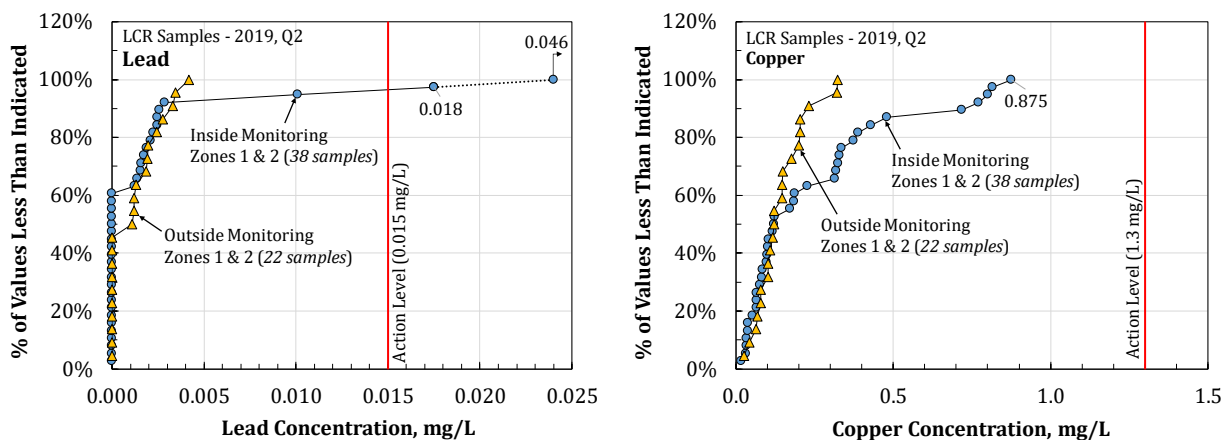 LCR Samples - 2019, Q2
Lead
0.046
0.018
Inside Monitoring
Zones 1 & 2 (38 samples)
Outside Monitoring
Zones 1 & 2 (22 samples)
Action Level (0.015 mg/L)
% of Values Less Than Indicated
120%
100%
80%
60%
40%
20%
0%
0.000
0.005
0.010
0.015
0.020
0.025
Lead Concentration, mg/L
LCR Samples - 2019, Q2
Copper
0.875
Inside Monitoring
Zones 1 & 2 (38 samples)
Outside Monitoring
Zones 1 & 2 (22 samples)
Action Level (1.3 mg/L)
% of Values Less Than Indicated
120%
100%
80%
60%
40%
20%
0%
0.0
0.5
1.0
1.5
Copper Concentration, mg/L